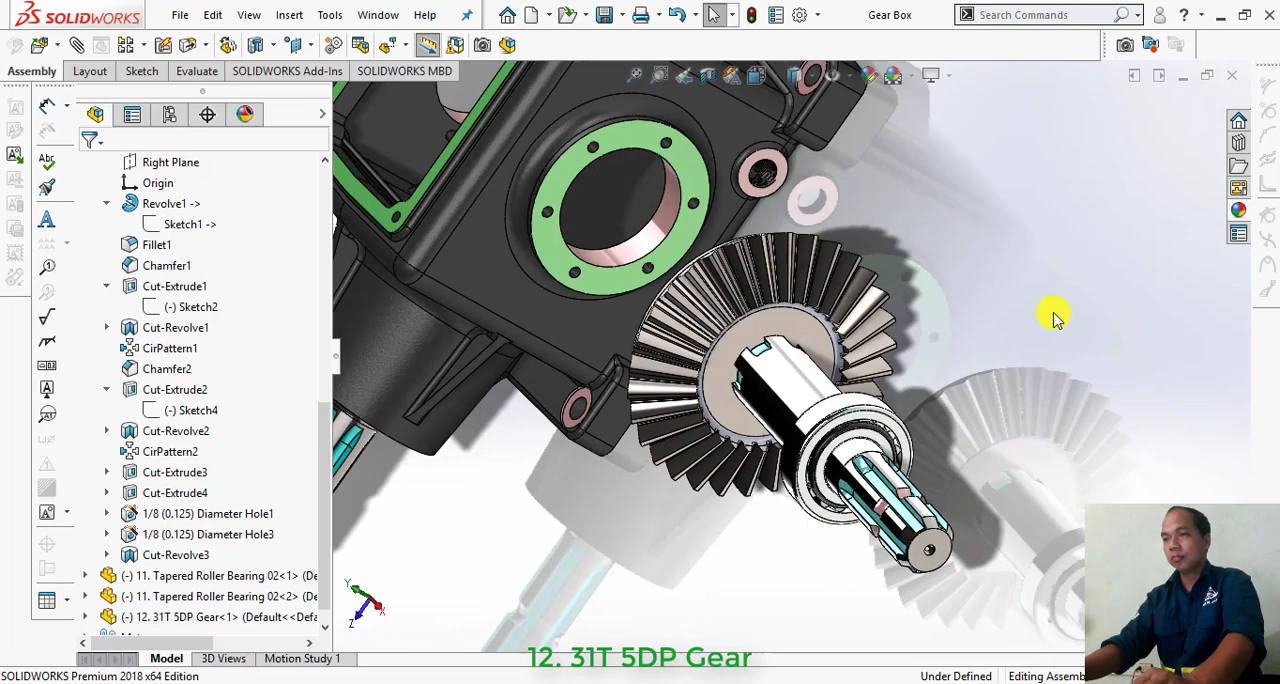 SOLIDWORKS
File Edit View Insert Tools Window Help
Gear Box
Search Commands
?
Assembly Layout Sketch Evaluate SOLIDWORKS Add-Ins SOLIDWORKS MBD
Right Plane
Origin
Revolve1 ->
Sketch1 ->
Fillet1
Chamfer1
Cut-Extrude1
(-) Sketch2
Cut-Revolve1
CirPattern1
Chamfer2
Cut-Extrude2
(-) Sketch4
Cut-Revolve2
CirPattern2
Cut-Extrude3
Cut-Extrude4
1/8 (0.125) Diameter Hole1
1/8 (0.125) Diameter Hole3
Cut-Revolve3
(-) 11. Tapered Roller Bearing 02<1> (De
(-) 11. Tapered Roller Bearing 02<2> (De
(-) 12. 31T 5DP Gear<1> (Default<<Defa
Y
X
Z
12. 31T 5DP Gear
Model 3D Views Motion Study 1
SOLIDWORKS Premium 2018 x64 Edition
Under Defined
Editing Assemb